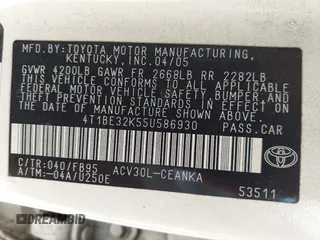 MFD.BY:TOYOTA MOTOR MANUFACTURING,
KENTUCKY, INC. 04/05
GVWR 4200LB GAWR FR 2668LB RR 2282LB
THIS VEHICLE CONFORMS TO ALL APPLICABLE
FEDERAL MOTOR VEHICLE SAFETY,BUMPER,AND
THEFT PREVENTION STANDARDS IN EFFECT ON THE
DATE OF MANUFACTURE SHOWN ABOVE.
4T1BE32K55U586930 PASS.CAR
C/TR:040/FB95 ACV30L-CEANKA
A/TM:-04A/U250E
TOYOTA
53511
AUTOBIDMASTER